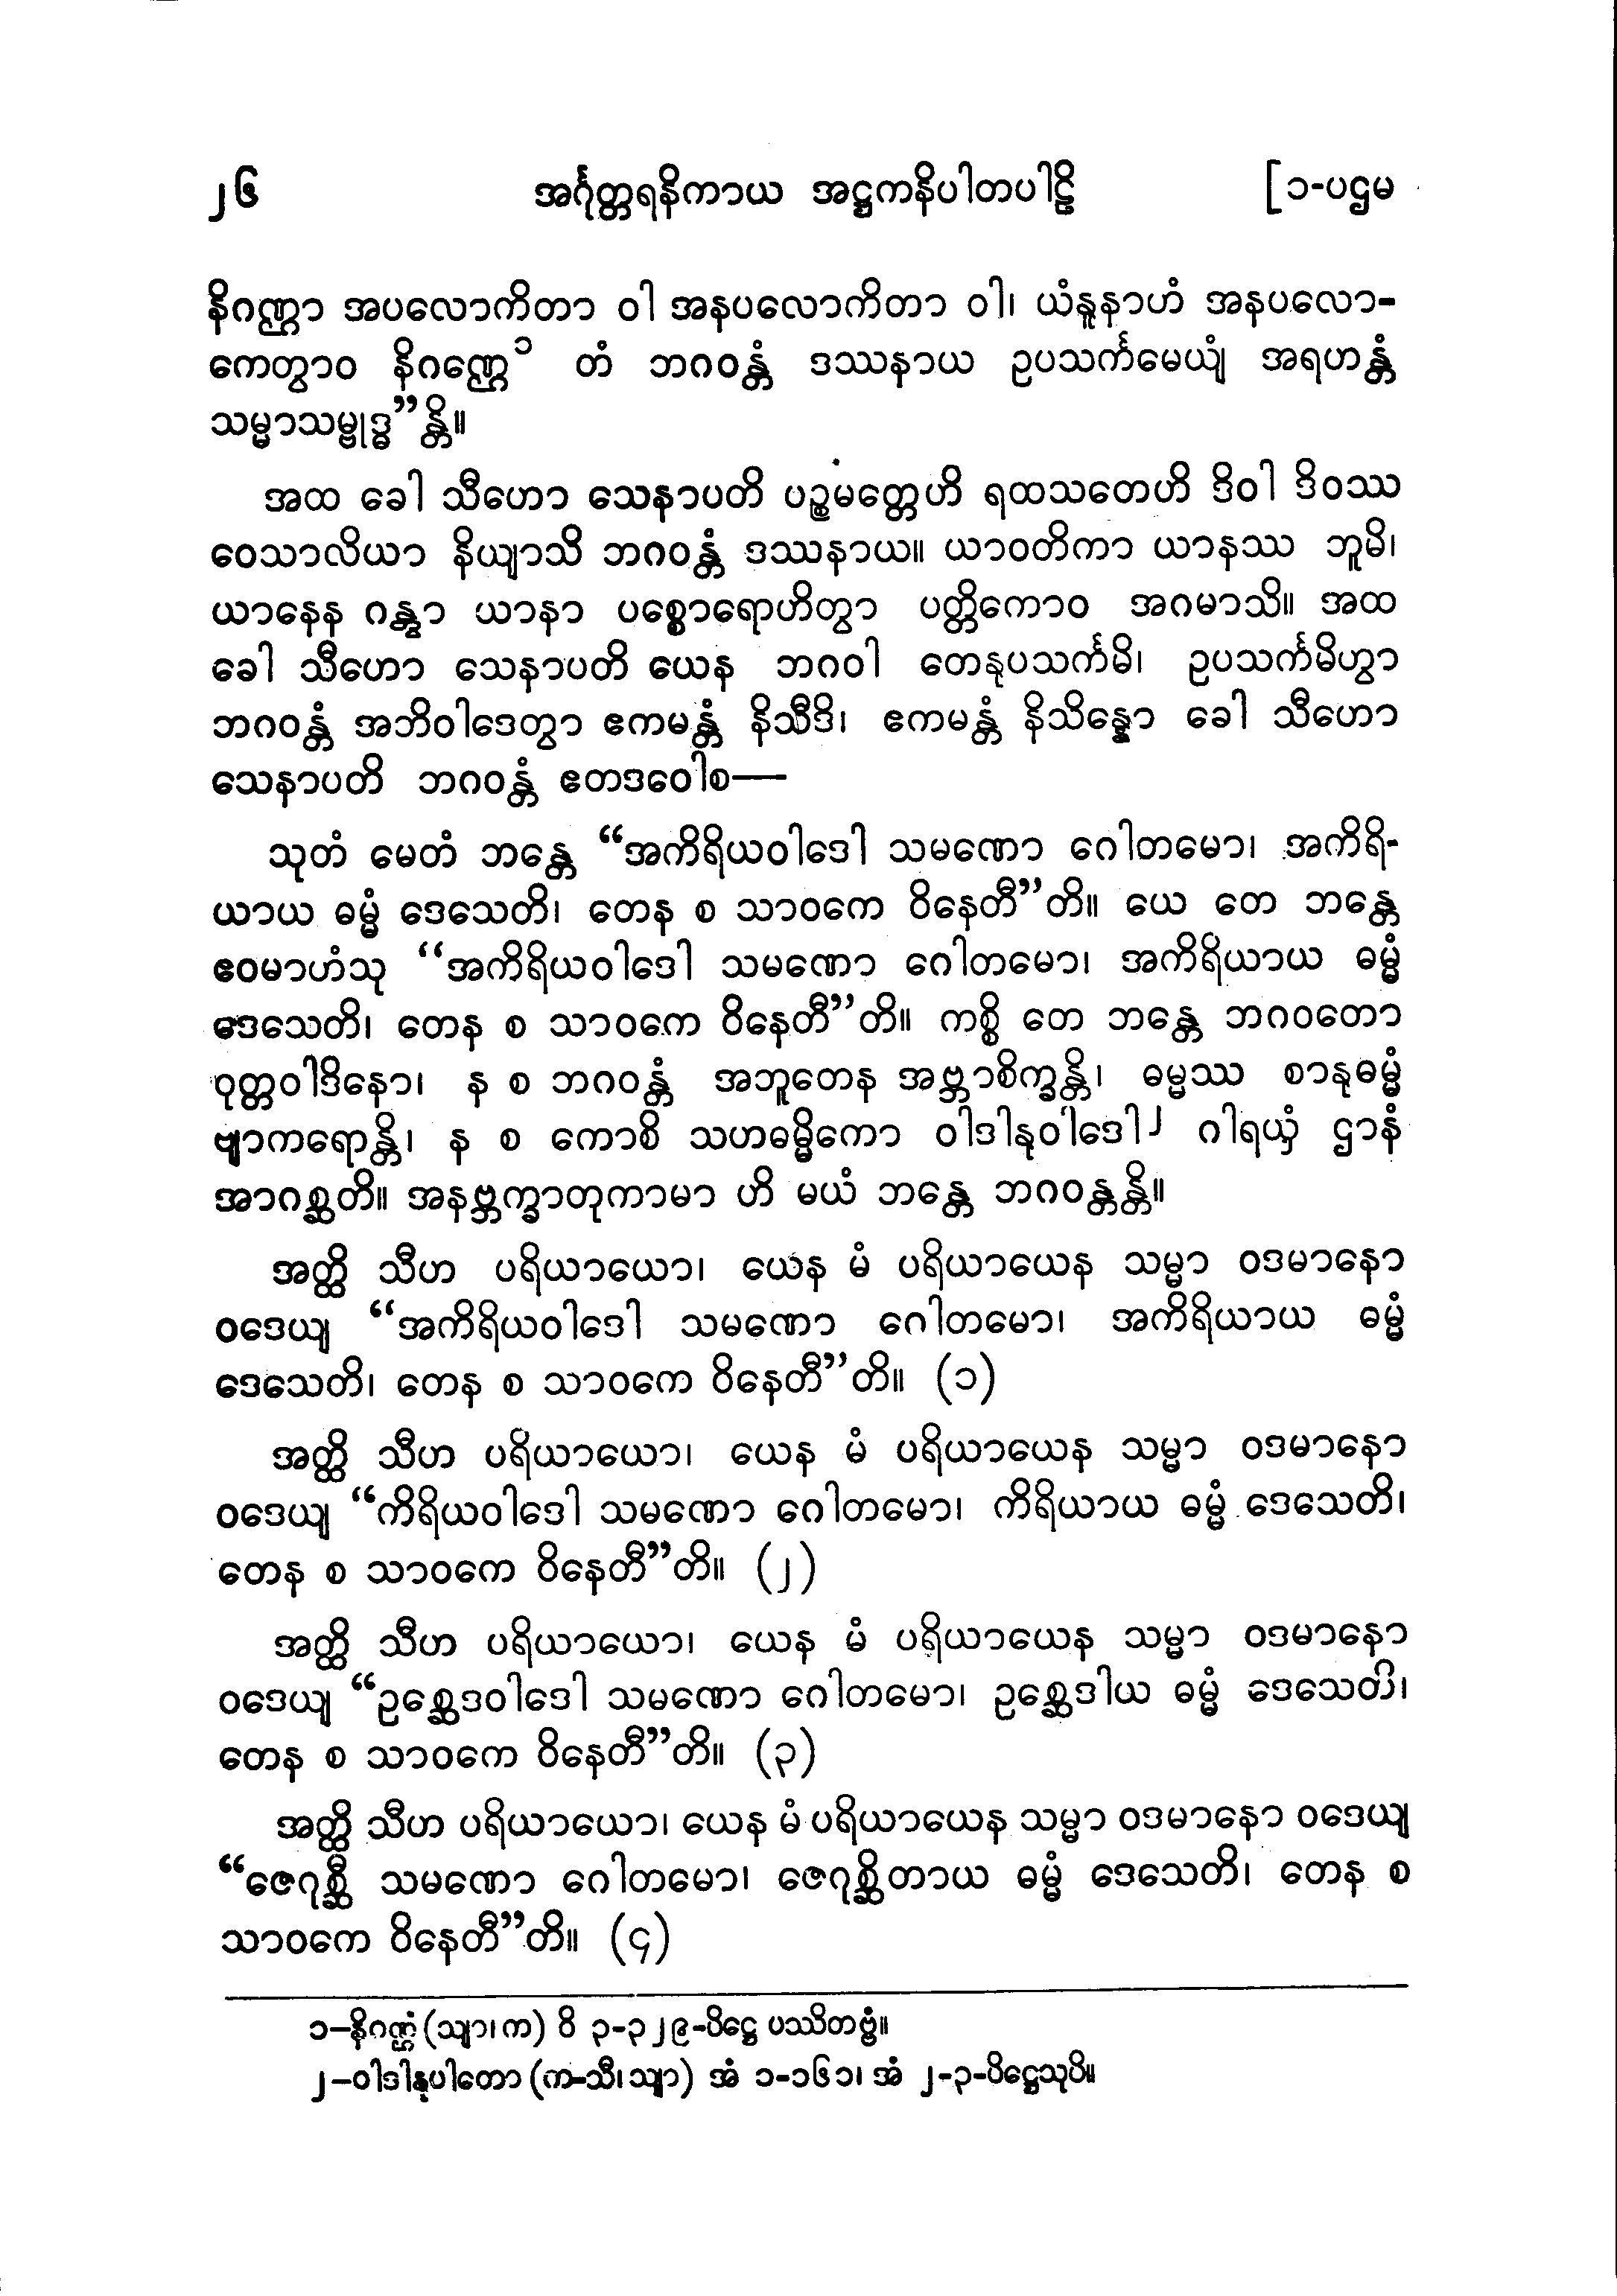 ၂၆ အင်္ဂုတ္တရနိကာယ အဋ္ဌကနိပါတပါဠိ [၁-ပဌမ
နိဂဏ္ဌာ အပလောကိတာ ဝါ အနပလောကိတာ ဝါ၊ ယံနူနာဟံ အနပလော-
ကေတွာဝ နိဂဏ္ဌေ ၁ တံ ဘဂဝန္တံ ဒဿနာယ ဥပသင်္ကမေယျံ အရဟန္တံ
သမ္မာသမ္ဗုဒ္ဓ”န္တိ။
အထ ခေါ သီဟော သေနာပတိ ပဉ္စမတ္တေဟိ ရထသတေဟိ ဒိဝါ ဒိဝဿ
ဝေသာလိယာ နိယျာသိ ဘဂဝန္တံ ဒဿနာယ။ ယာဝတိကာ ယာနဿ ဘူမိ၊
ယာနေန ဂန္တွာ ယာနာ ပစ္စောရောဟိတွာ ပတ္တိကောဝ အဂမာသိ။ အထ
ခေါ သီဟော သေနာပတိ ယေန ဘဂဝါ တေနုပသင်္ကမိ၊ ဥပသင်္ကမိတွာ
ဘဂဝန္တံ အဘိဝါဒေတွာ ဧကမန္တံ နိသီဒိ၊ ဧကမန္တံ နိသိန္နော ခေါ သီဟော
သေနာပတိ ဘဂဝန္တံ ဧတဒဝေါစ—
သုတံ မေတံ ဘန္တေ “အကိရိယဝါဒေါ သမဏော ဂေါတမော၊ အကိရိ-
ယာယ ဓမ္မံ ဒေသေတိ၊ တေန စ သာဝကေ ဝိနေတီ”တိ။ ယေ တေ ဘန္တေ
ဧဝမာဟံသု “အကိရိယဝါဒေါ သမဏော ဂေါတမော၊ အကိရိယာယ ဓမ္မံ
ဒေသေတိ၊ တေန စ သာဝကေ ဝိနေတီ”တိ။ ကစ္စိ တေ ဘန္တေ ဘဂဝတော
ဝုတ္တဝါဒိနော၊ န စ ဘဂဝန္တံ အဘူတေန အဗ္ဘာစိက္ခန္တိ၊ ဓမ္မဿ စာနုဓမ္မံ
ဗျာကရောန္တိ၊ န စ ကောစိ သဟဓမ္မိကော ဝါဒါနုဝါဒေါ ၂ ဂါရယှံ ဌာနံ
အာဂစ္ဆတိ။ အနဗ္ဘက္ခာတုကာမာ ဟိ မယံ ဘန္တေ ဘဂဝန္တန္တိ။
အတ္ထိ သီဟ ပရိယာယော၊ ယေန မံ ပရိယာယေန သမ္မာ ဝဒမာနော
ဝဒေယျ “အကိရိယဝါဒေါ သမဏော ဂေါတမော၊ အကိရိယာယ ဓမ္မံ
ဒေသေတိ၊ တေန စ သာဝကေ ဝိနေတီ”တိ။ (၁)
အတ္ထိ သီဟ ပရိယာယော၊ ယေန မံ ပရိယာယေန သမ္မာ ဝဒမာနော
ဝဒေယျ “ကိရိယဝါဒေါ သမဏော ဂေါတမော၊ ကိရိယာယ ဓမ္မံ ဒေသေတိ၊
တေန စ သာဝကေ ဝိနေတီ”တိ။ (၂)
အတ္ထိ သီဟ ပရိယာယော၊ ယေန မံ ပရိယာယေန သမ္မာ ဝဒမာနော
ဝဒေယျ “ဥစ္ဆေဒဝါဒေါ သမဏော ဂေါတမော၊ ဥစ္ဆေဒါယ ဓမ္မံ ဒေသေတိ၊
တေန စ သာဝကေ ဝိနေတီ”တိ။ (၃)
အတ္ထိ သီဟ ပရိယာယော၊ ယေန မံ ပရိယာယေန သမ္မာ ဝဒမာနော ဝဒေယျ
“ဇေဂုစ္ဆီ သမဏော ဂေါတမော၊ ဇေဂုစ္ဆိတာယ ဓမ္မံ ဒေသေတိ၊ တေန စ
သာဝကေ ဝိနေတီ”တိ။ (၄)
၁—နိဂဏ္ဌံ (သျာ၊ က) ဝိ ၃-၃၂၉-ပိဋ္ဌေ ပဿိတဗ္ဗံ။
၂—ဝါဒါနုပါတော (က-သီ၊ သျာ) အံ ၁-၁၆၁၊ အံ ၂-၃-ပိဋ္ဌေသုပိ။